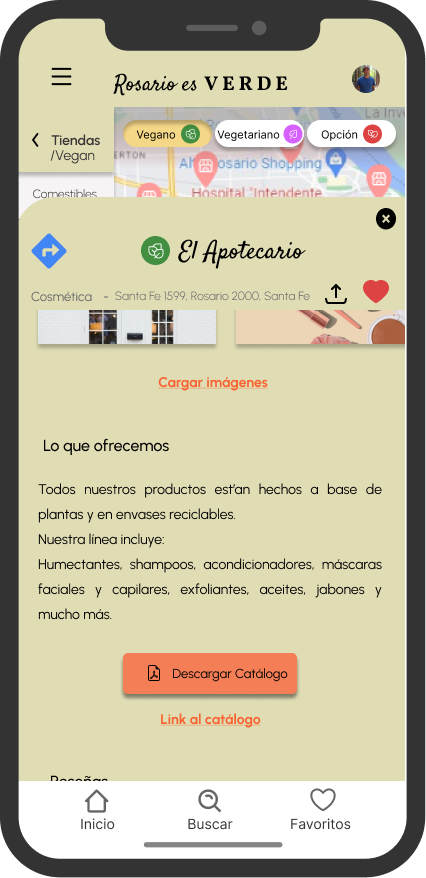 Rosario es VERDE
Tiendas
/Vegan
Comestibles
Vegano
Vegetariano
Opción
La Inve
ERTON
Alt Rosario Shopping
Hospital "Intendente
El Apotecario
Cosmética - Santa Fe 1599, Rosario 2000, Santa Fe
Cargar imágenes
Lo que ofrecemos
Todos nuestros productos est'an hechos a base de
plantas y en envases reciclables.
Nuestra línea incluye:
Humectantes, shampoos, acondicionadores, máscaras
faciales y capilares, exfoliantes, aceites, jabones y
mucho más.
Descargar Catálogo
Link al catálogo
Reseñas
Inicio
Buscar
Favoritos